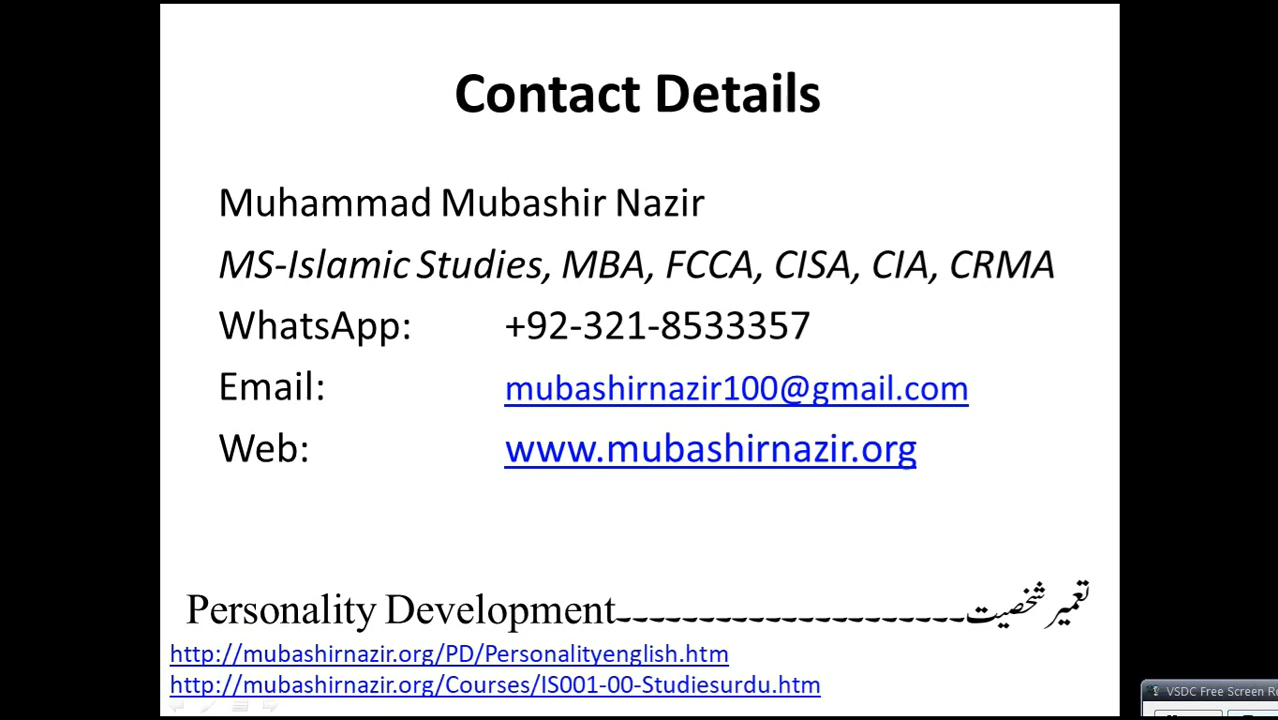 Contact Details
Muhammad Mubashir Nazir
MS-Islamic Studies, MBA, FCCA, CISA, CIA, CRMA
WhatsApp: +92-321-8533357
Email: mubashirnazir100@gmail.com
Web: www.mubashirnazir.org
Personality Development--------------------تعمیر شخصیت
http://mubashirnazir.org/PD/Personalityenglish.htm
http://mubashirnazir.org/Courses/IS001-00-Studiesurdu.htm
VSDC Free Screen Re